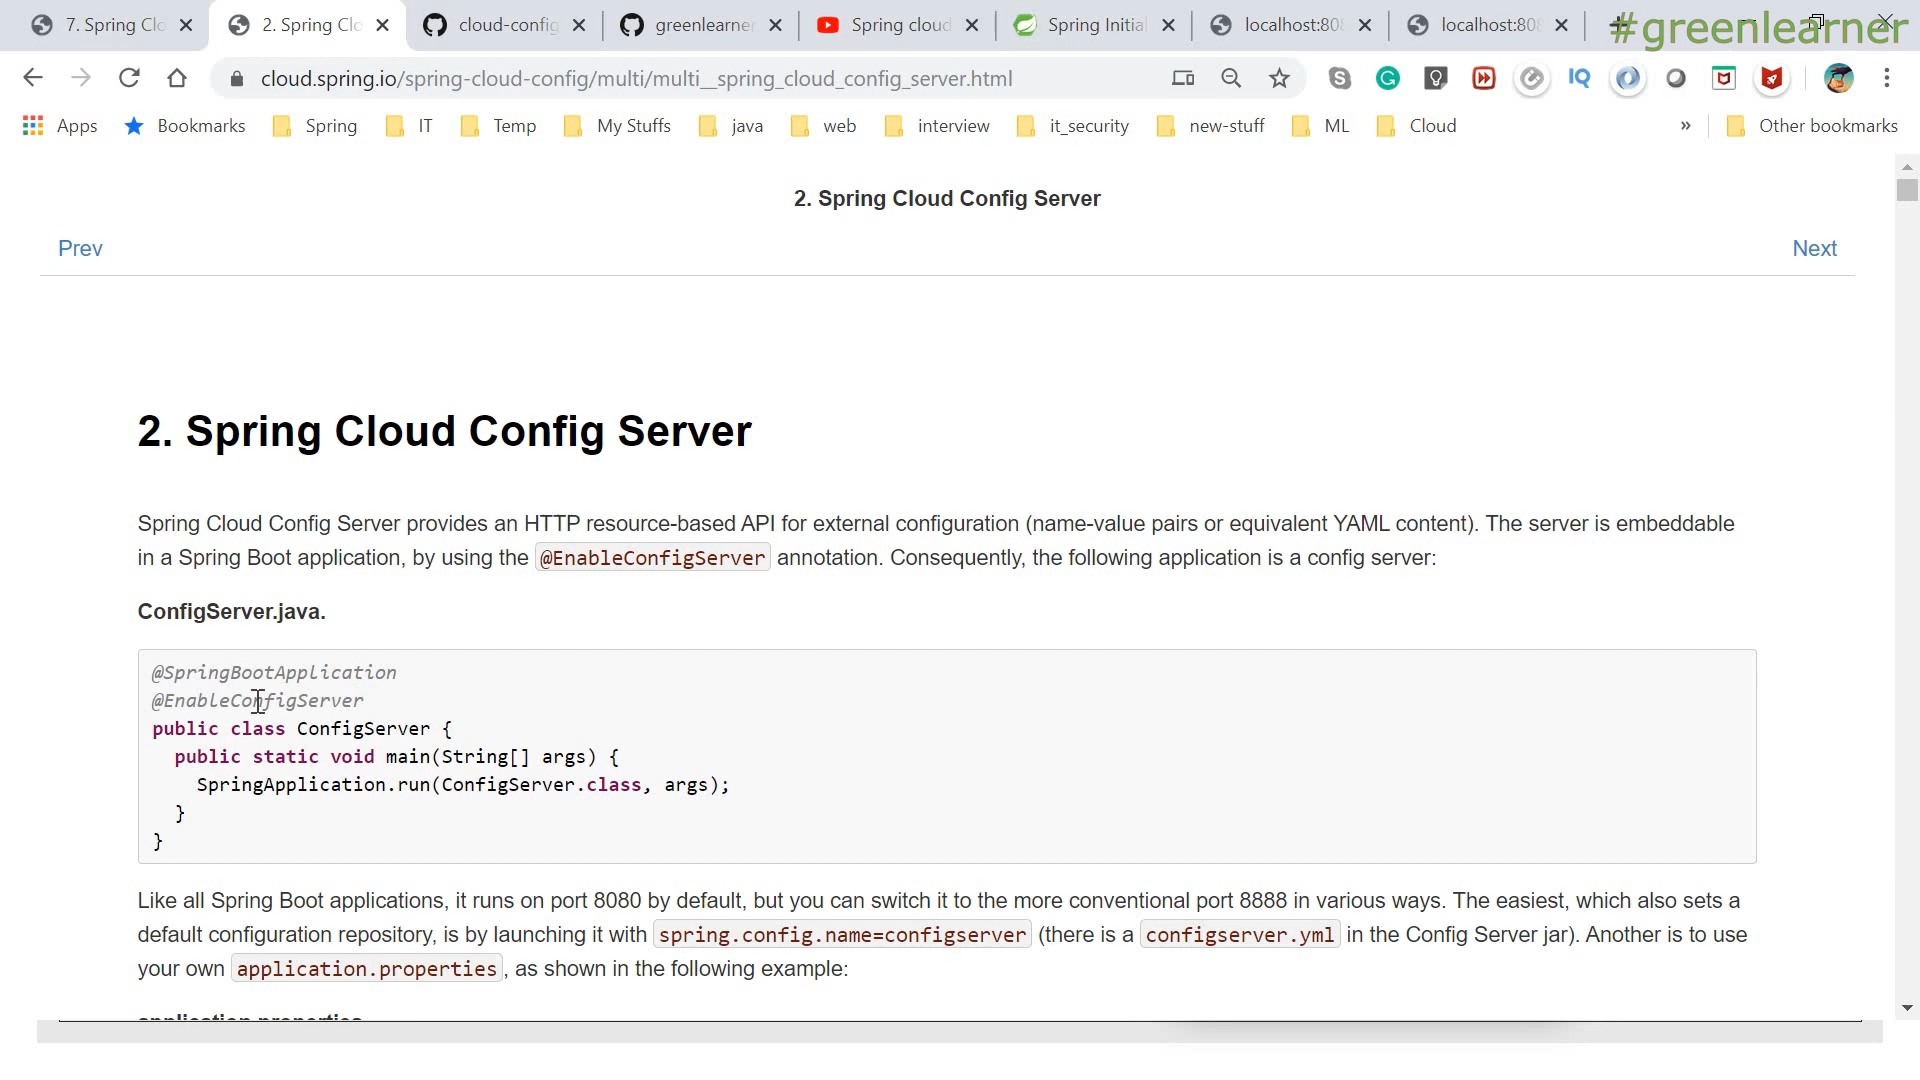 7. Spring Clo
2. Spring Clo
cloud-config
greenlearner
Spring cloud
Spring Initial
localhost:808
localhost:808
#greenlearner
cloud.spring.io/spring-cloud-config/multi/multi__spring_cloud_config_server.html
Apps
Bookmarks
Spring
IT
Temp
My Stuffs
java
web
interview
it_security
new-stuff
ML
Cloud
»
Other bookmarks
2. Spring Cloud Config Server
Prev
Next
2. Spring Cloud Config Server
Spring Cloud Config Server provides an HTTP resource-based API for external configuration (name-value pairs or equivalent YAML content). The server is embeddable
in a Spring Boot application, by using the @EnableConfigServer annotation. Consequently, the following application is a config server:
ConfigServer.java.
@SpringBootApplication
@EnableConfigServer
public class ConfigServer {
public static void main(String[] args) {
SpringApplication.run(ConfigServer.class, args);
}
}
Like all Spring Boot applications, it runs on port 8080 by default, but you can switch it to the more conventional port 8888 in various ways. The easiest, which also sets a
default configuration repository, is by launching it with spring.config.name=configserver (there is a configserver.yml in the Config Server jar). Another is to use
your own application.properties, as shown in the following example:
application.properties.